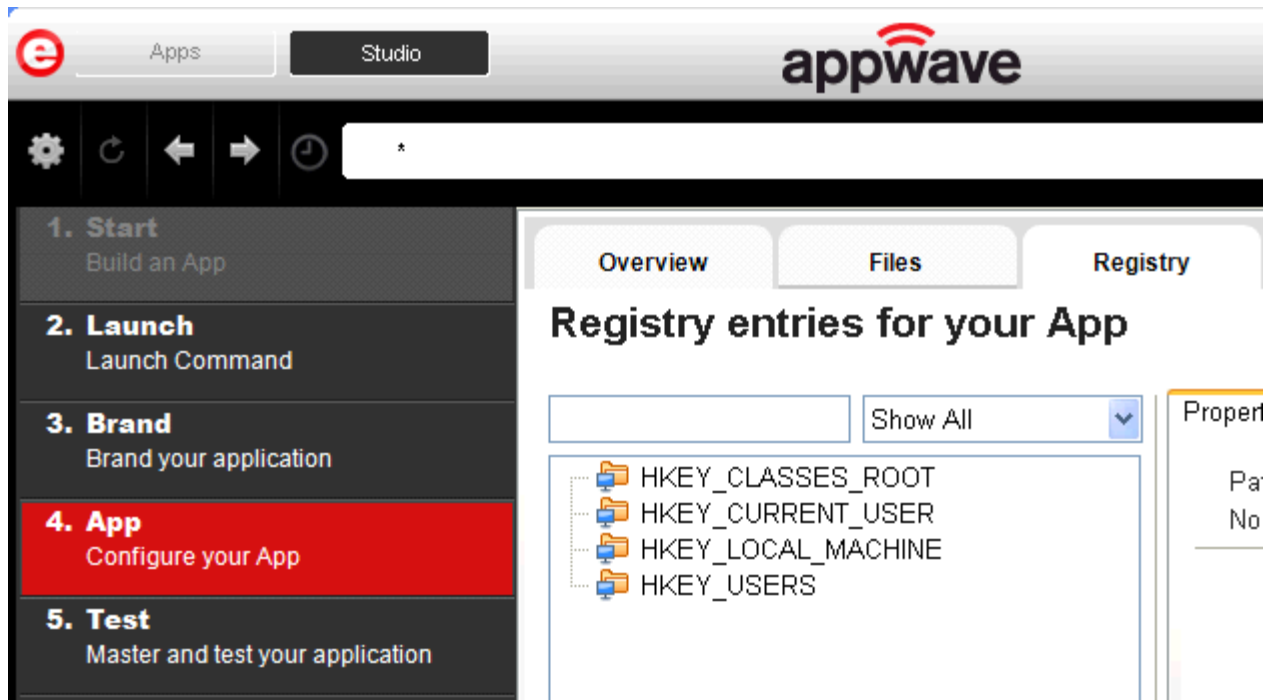 e
Apps
Studio
appwave
*
1. Start
Build an App
2. Launch
Launch Command
3. Brand
Brand your application
4. App
Configure your App
5. Test
Master and test your application
Overview
Files
Registry
Registry entries for your App
Show All
HKEY_CLASSES_ROOT
HKEY_CURRENT_USER
HKEY_LOCAL_MACHINE
HKEY_USERS
No